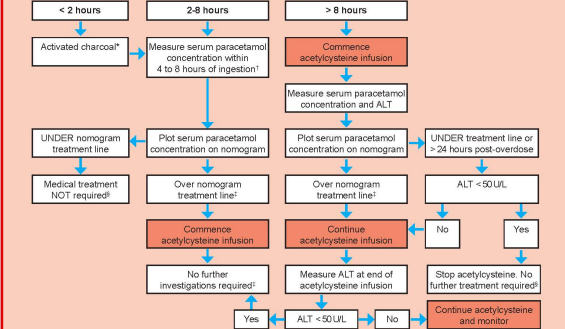 < 2 hours
2-8 hours
> 8 hours
Activated charcoal*
Measure serum paracetamol
concentration within
4 to 8 hours of ingestion†
Commence
acetylcysteine infusion
Measure serum paracetamol
concentration and ALT
UNDER nomogram
treatment line
Plot serum paracetamol
concentration on nomogram
Plot serum paracetamol
concentration on nomogram
UNDER treatment line or
> 24 hours post-overdose
Medical treatment
NOT required§
Over nomogram
treatment line‡
Over nomogram
treatment line‡
ALT < 50 U/L
Commence
acetylcysteine infusion
Continue
acetylcysteine infusion
No
Yes
No further
investigations required‡
Measure ALT at end of
acetylcysteine infusion
Stop acetylcysteine. No
further treatment required§
Yes
ALT < 50 U/L
No
Continue acetylcysteine
and monitor